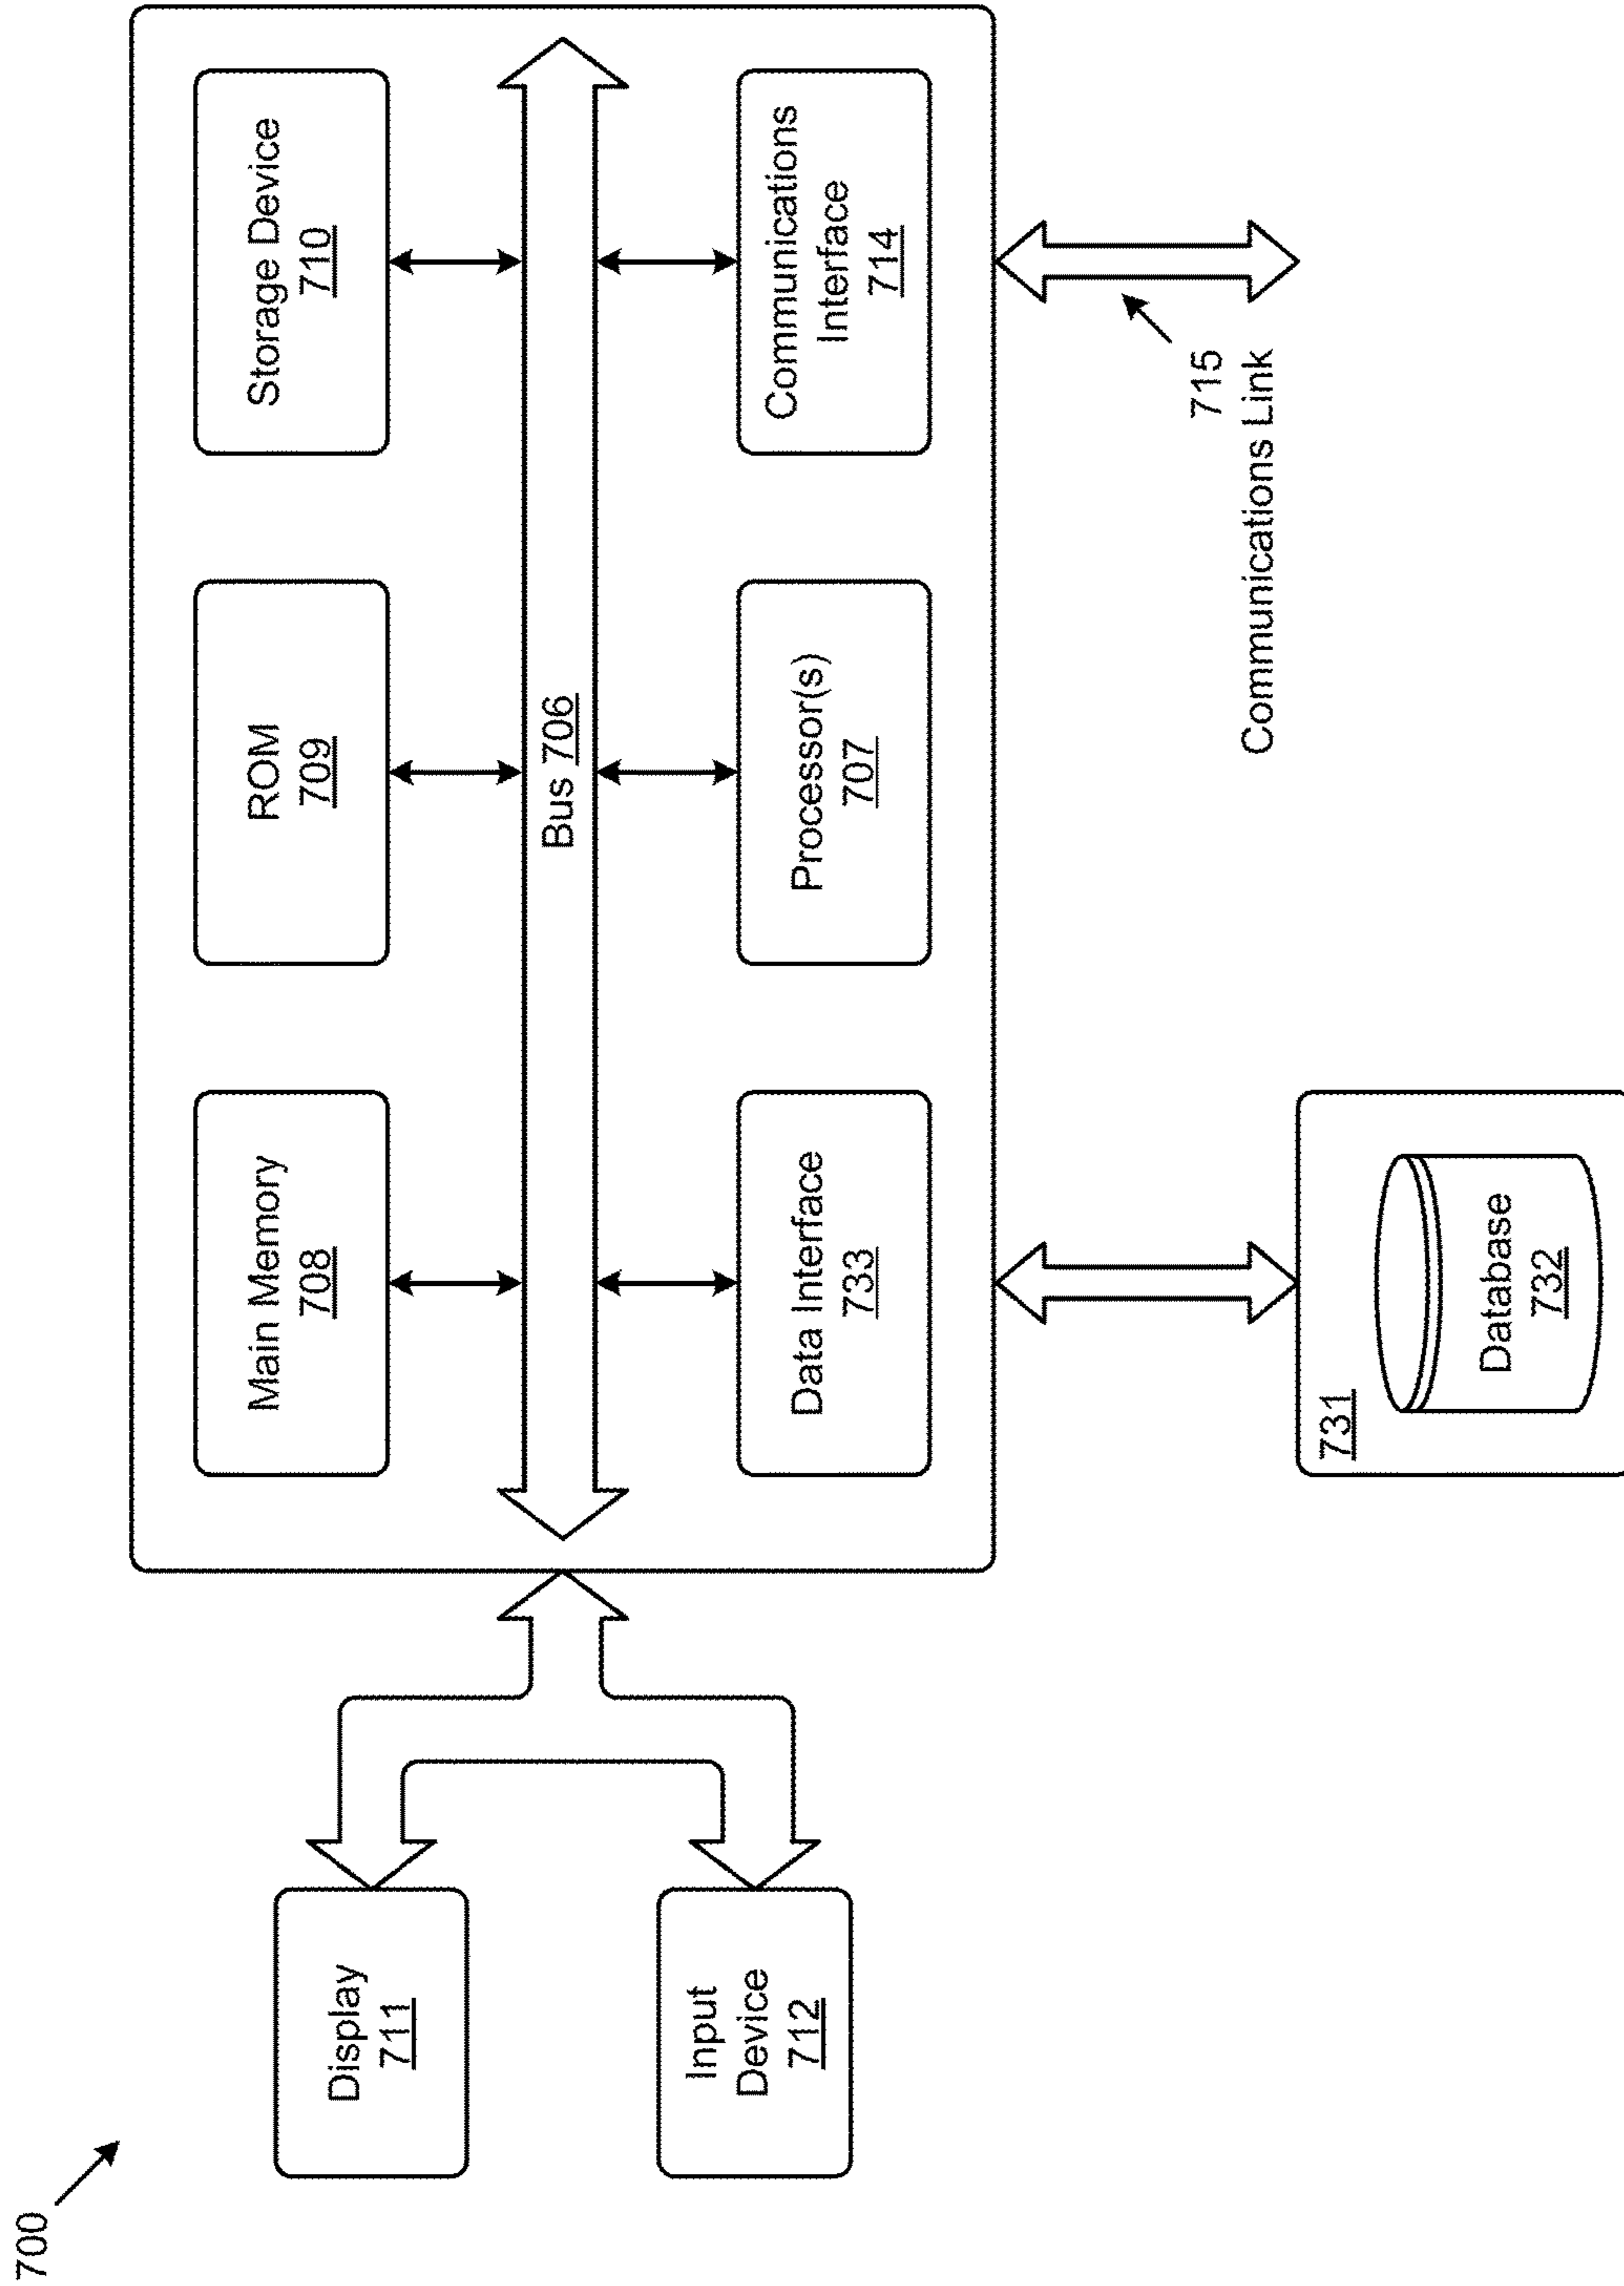 700
Display
711
Input
Device
712
Main Memory
708
ROM
709
Storage Device
710
Bus 706
Data Interface
733
Processor(s)
707
Communications
Interface
714
731
Database
732
715
Communications Link